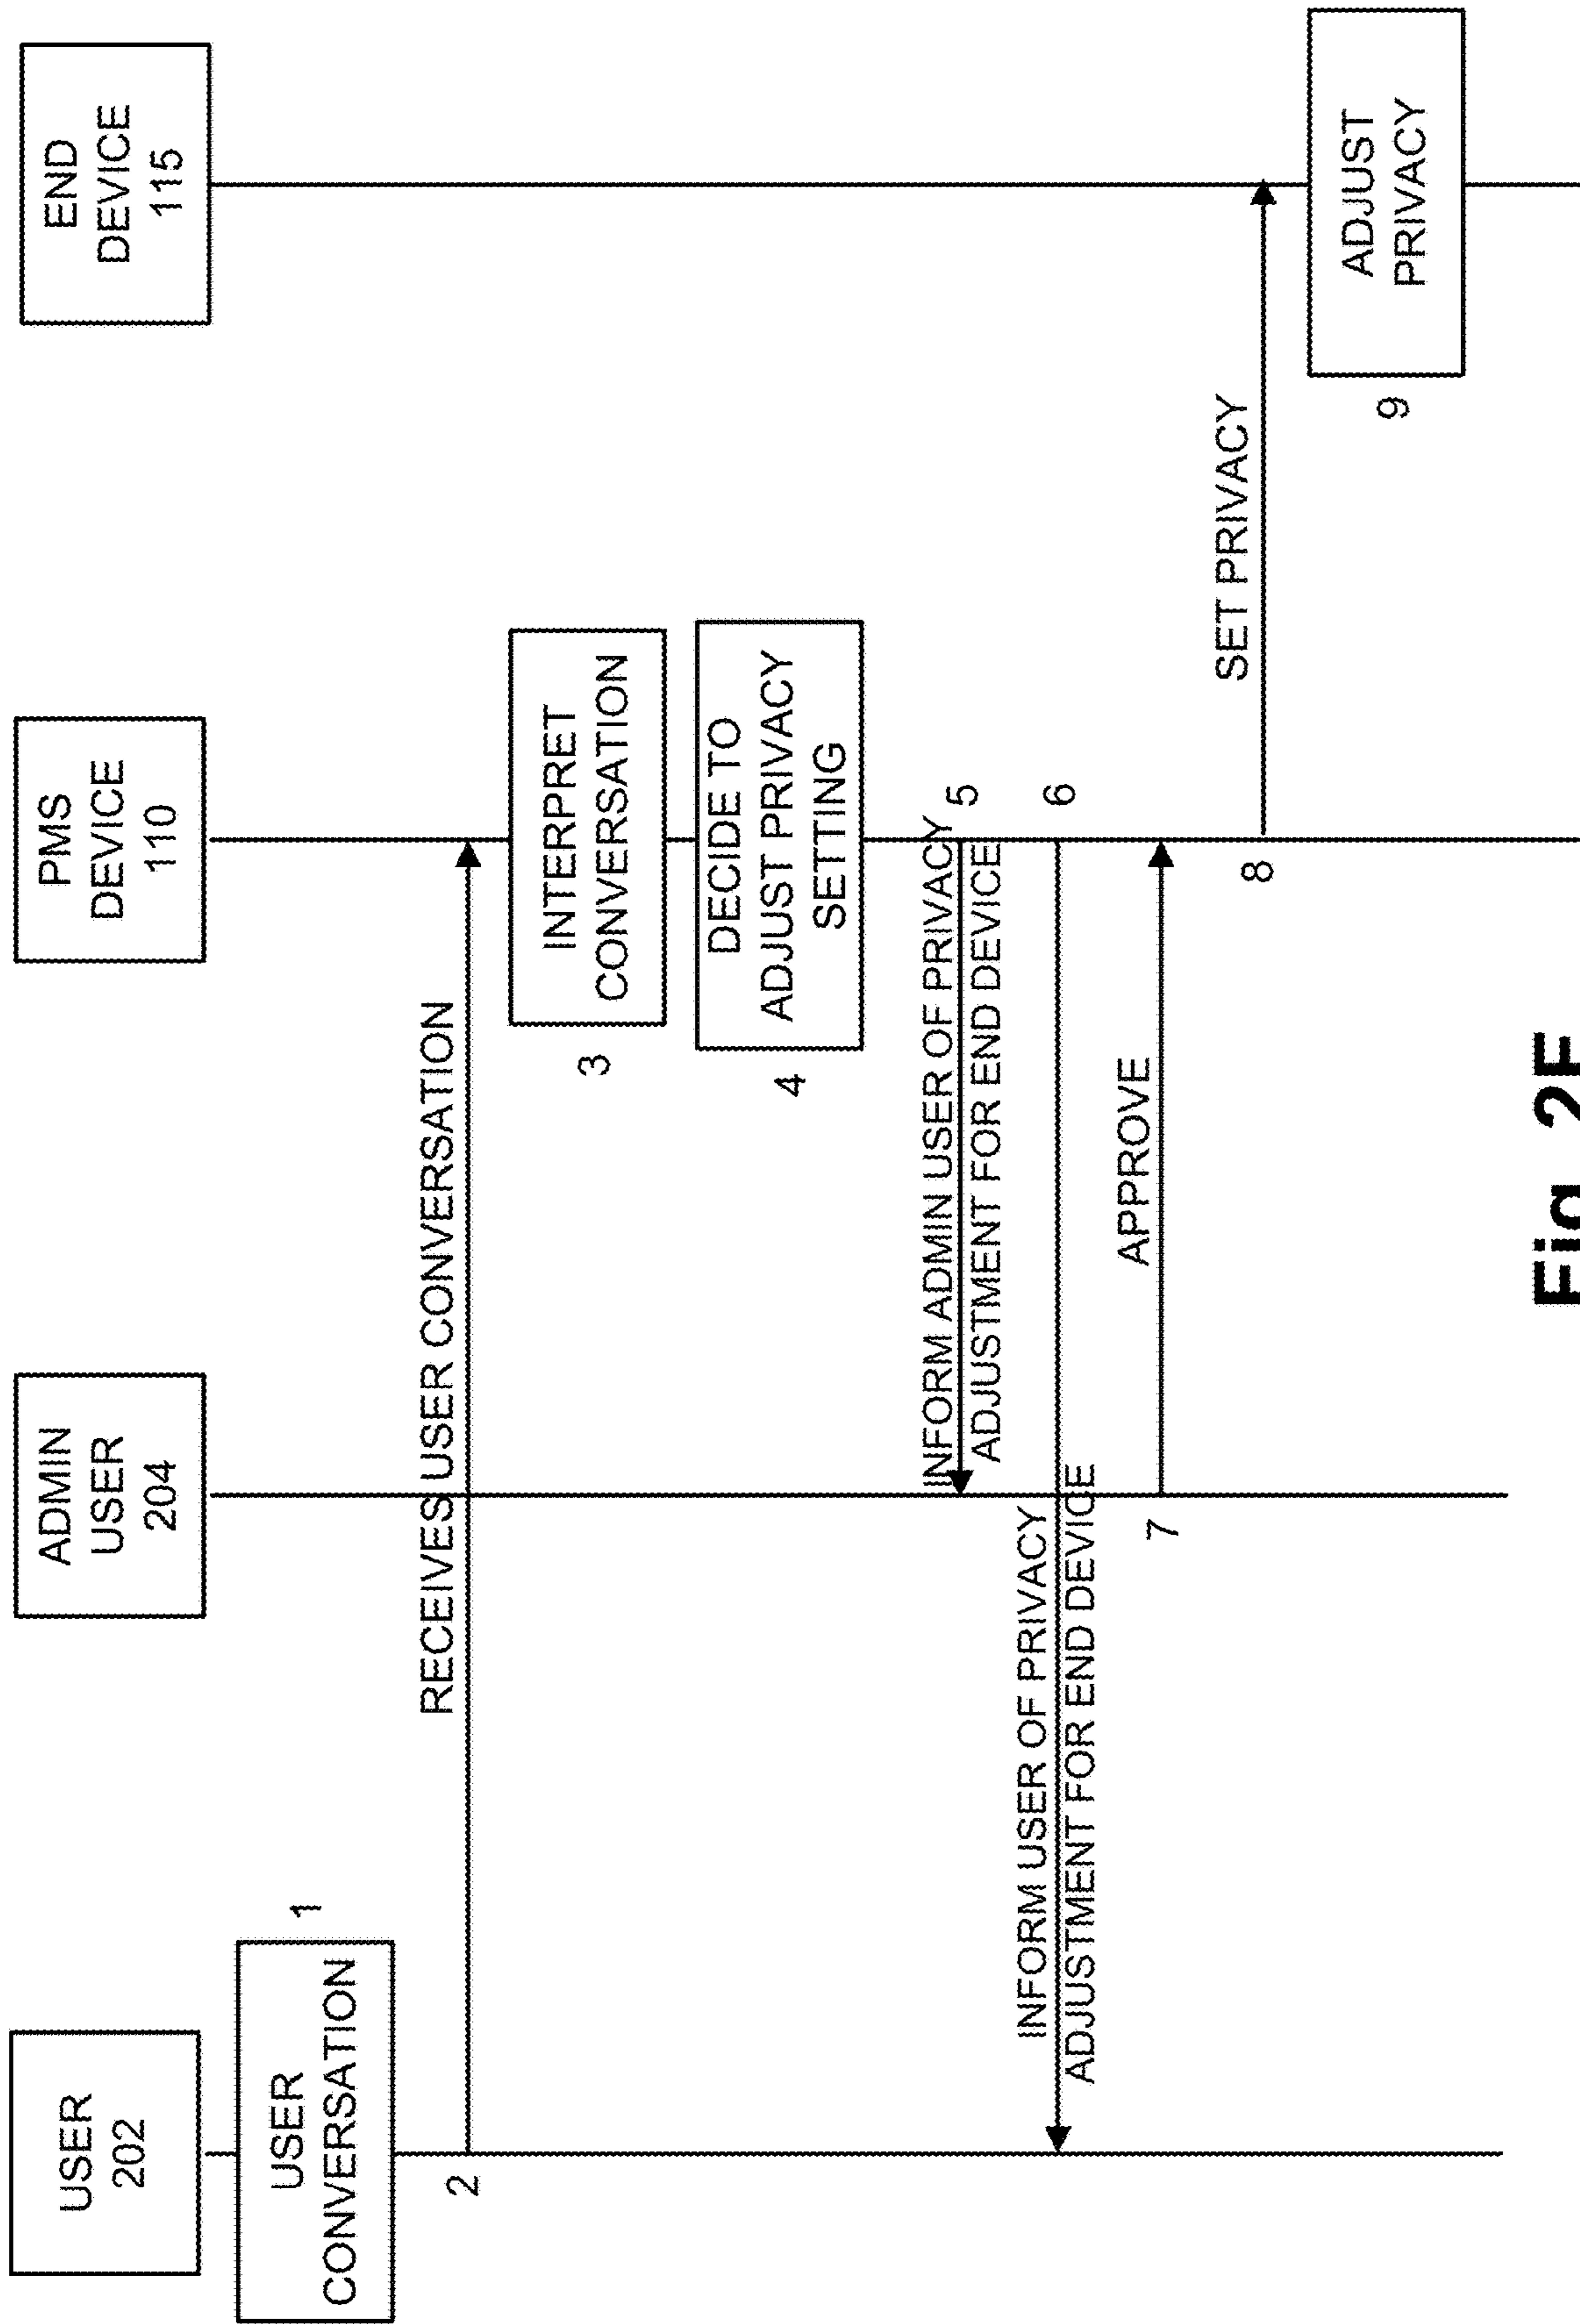 USER
202
ADMIN
USER
204
PMS
DEVICE
110
END
DEVICE
115
USER
CONVERSATION
1
2
RECEIVES USER CONVERSATION
INTERPRET
CONVERSATION
3
DECIDE TO
ADJUST PRIVACY
SETTING
4
INFORM ADMIN USER OF PRIVACY
ADJUSTMENT FOR END DEVICE
5
INFORM USER OF PRIVACY
ADJUSTMENT FOR END DEVICE
6
7
APPROVE
8
SET PRIVACY
ADJUST
PRIVACY
9
Fig.